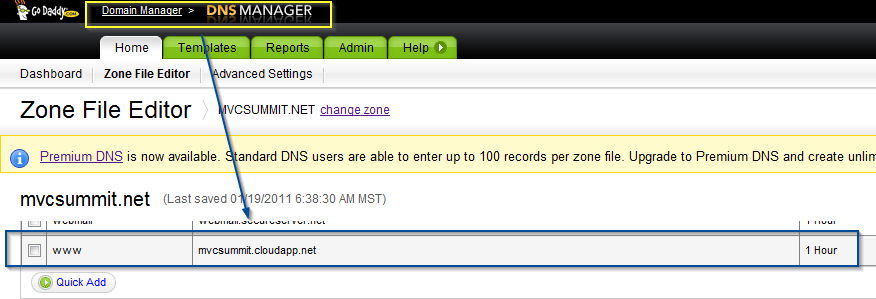 Go Daddy.COM Domain Manager > DNS MANAGER
Home Templates Reports Admin Help
Dashboard Zone File Editor Advanced Settings
Zone File Editor MVCSUMMIT.NET change zone
Premium DNS is now available. Standard DNS users are able to enter up to 100 records per zone file. Upgrade to Premium DNS and create unlim
mvcsummit.net (Last saved 01/19/2011 6:38:30 AM MST)
webmail webmail.secureserver.net 1 Hour
www mvcsummit.cloudapp.net 1 Hour
Quick Add